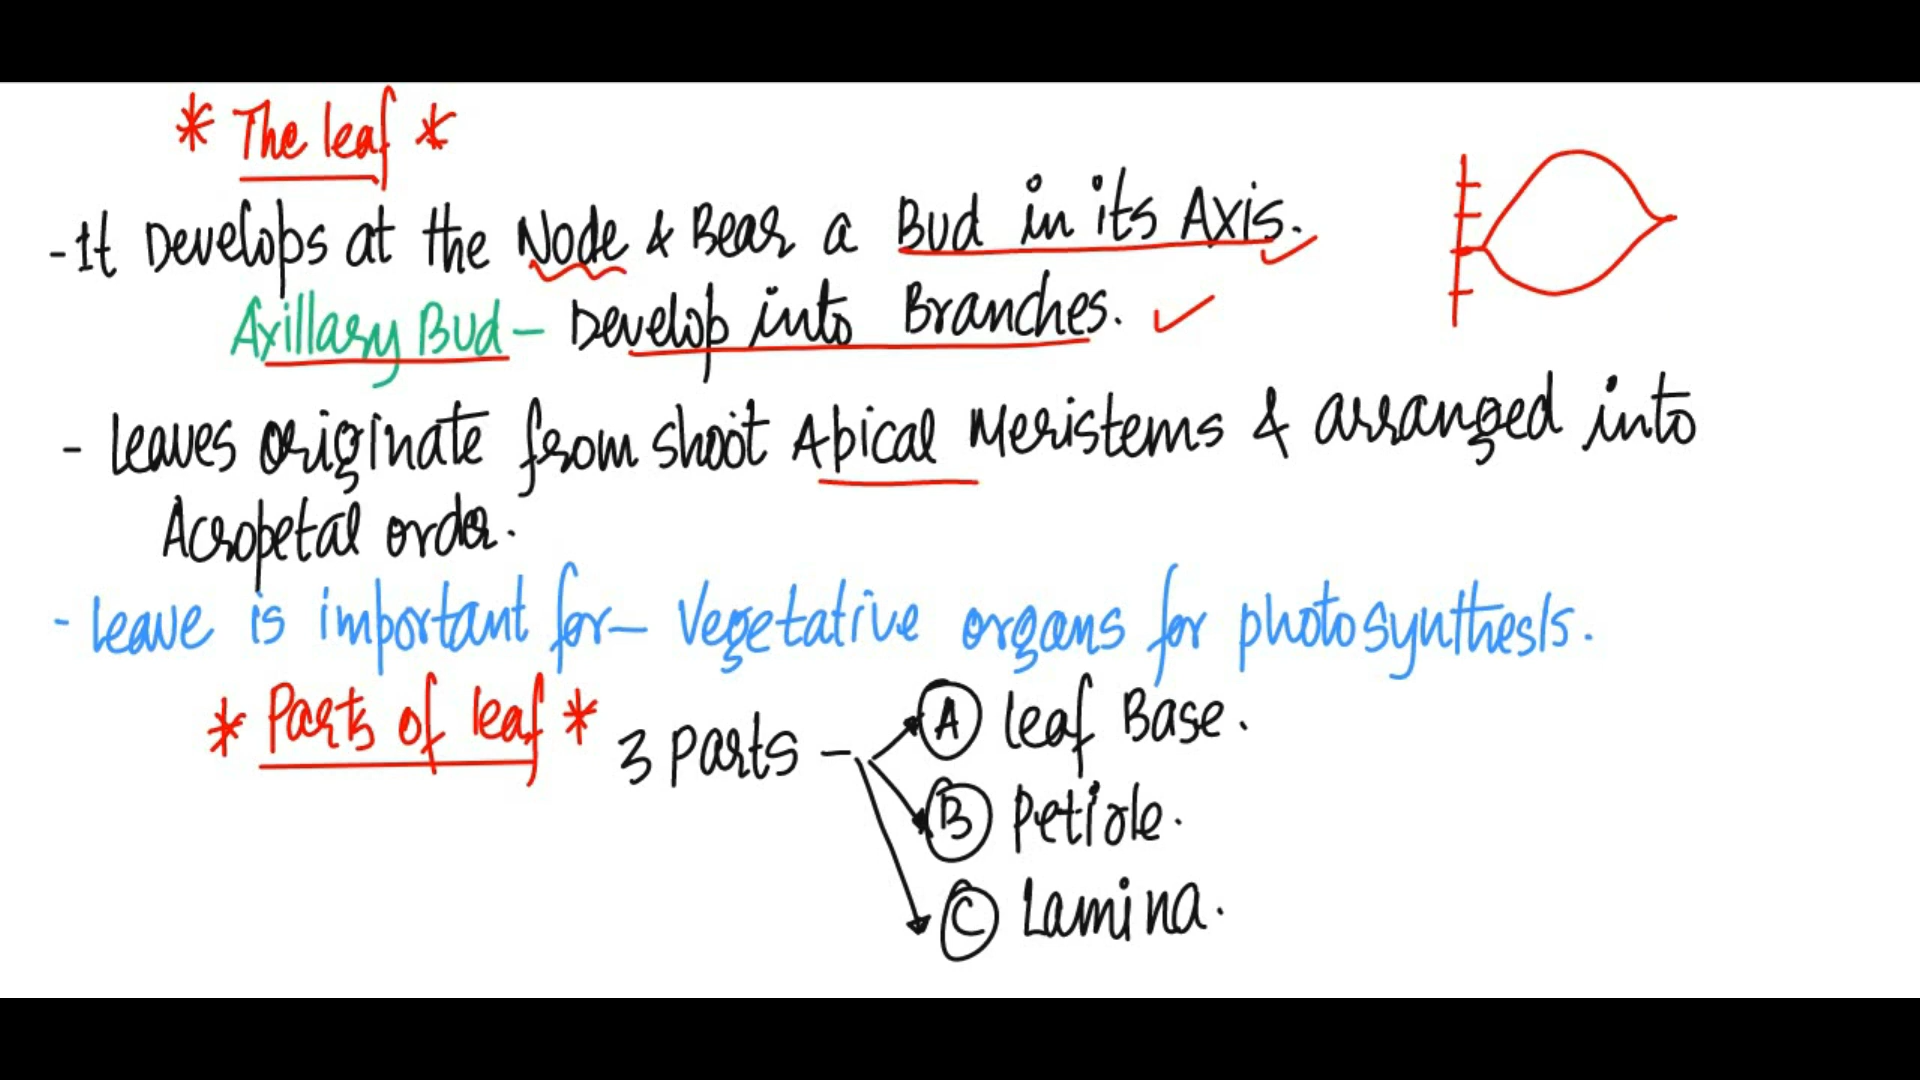 * The leaf *
- It Develops at the Node & Bear a Bud in its Axis.
Axillary Bud - Develop into Branches.
- leaves originate from shoot Apical Meristems & arranged into
Acropetal order.
- leave is important for - Vegetative organs for photosynthesis.
* Parts of leaf * 3 parts - A leaf Base.
B Petiole.
C Lamina.